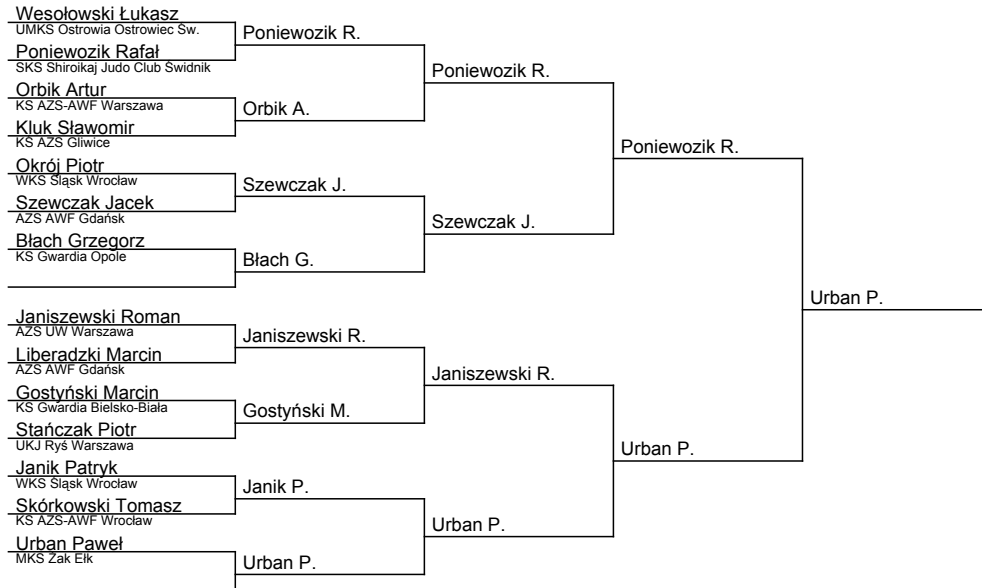 Wesołowski Łukasz
UMKS Ostrowia Ostrowiec Św.
Poniewozik Rafał
SKS Shiroikaj Judo Club Świdnik
Orbik Artur
KS AZS-AWF Warszawa
Kluk Sławomir
KS AZS Gliwice
Okrój Piotr
WKS Śląsk Wrocław
Szewczak Jacek
AZS AWF Gdańsk
Błach Grzegorz
KS Gwardia Opole
Janiszewski Roman
AZS UW Warszawa
Liberadzki Marcin
AZS AWF Gdańsk
Gostyński Marcin
KS Gwardia Bielsko-Biała
Stańczak Piotr
UKJ Ryś Warszawa
Janik Patryk
WKS Śląsk Wrocław
Skórkowski Tomasz
KS AZS-AWF Wrocław
Urban Paweł
MKS Żak Ełk
Poniewozik R.
Orbik A.
Szewczak J.
Błach G.
Janiszewski R.
Gostyński M.
Janik P.
Urban P.
Poniewozik R.
Szewczak J.
Janiszewski R.
Urban P.
Poniewozik R.
Urban P.
Urban P.